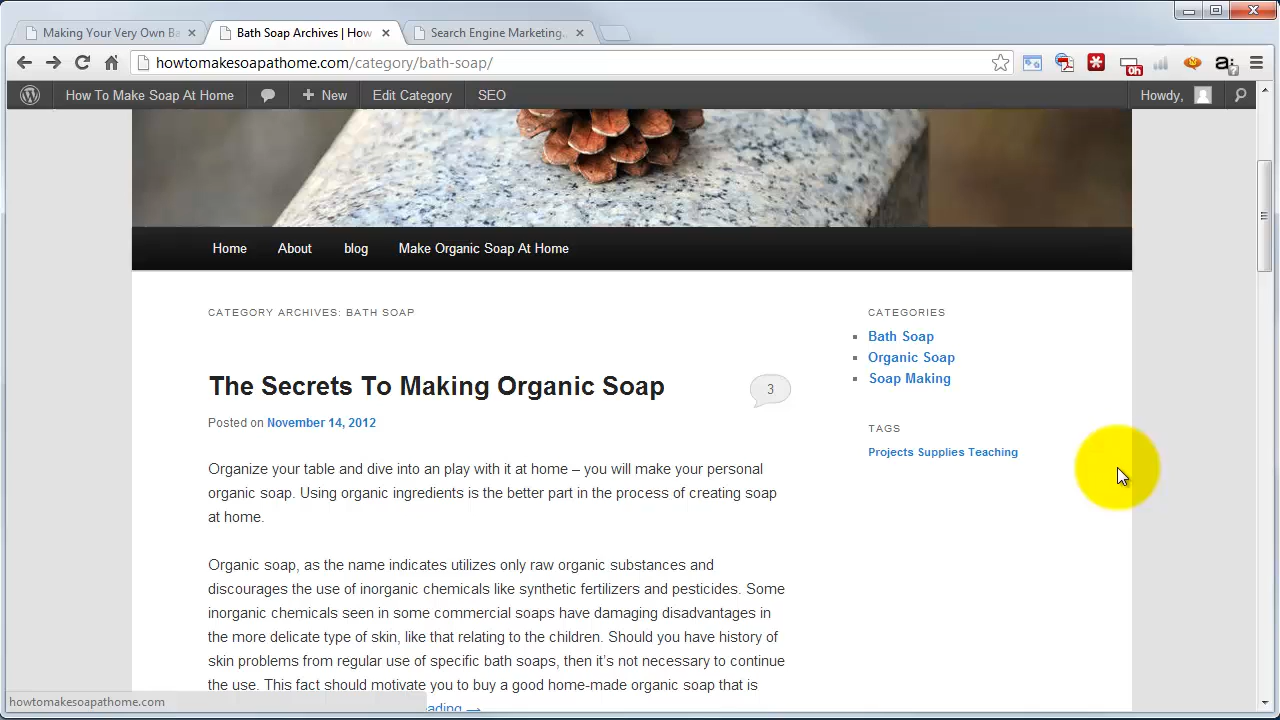 Making Your Very Own Ba
Bath Soap Archives | How
Search Engine Marketing.
howtomakesoapathome.com/category/bath-soap/
oh
a
How To Make Soap At Home
New
Edit Category
SEO
Howdy,
Home
About
blog
Make Organic Soap At Home
CATEGORY ARCHIVES: BATH SOAP
The Secrets To Making Organic Soap
3
Posted on November 14, 2012
Organize your table and dive into an play with it at home – you will make your personal
organic soap. Using organic ingredients is the better part in the process of creating soap
at home.
Organic soap, as the name indicates utilizes only raw organic substances and
discourages the use of inorganic chemicals like synthetic fertilizers and pesticides. Some
inorganic chemicals seen in some commercial soaps have damaging disadvantages in
the more delicate type of skin, like that relating to the children. Should you have history of
skin problems from regular use of specific bath soaps, then it's not necessary to continue
the use. This fact should motivate you to buy a good home-made organic soap that is
eading →
CATEGORIES
Bath Soap
Organic Soap
Soap Making
TAGS
Projects Supplies Teaching
howtomakesoapathome.com